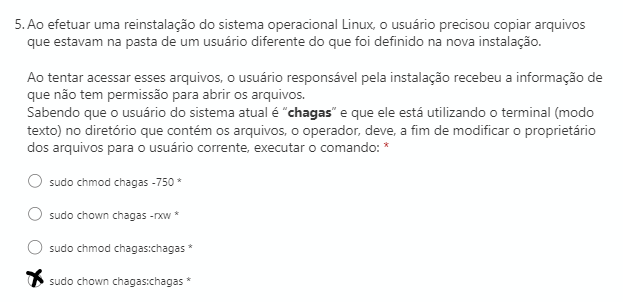 5. Ao efetuar uma reinstalação do sistema operacional Linux, o usuário precisou copiar arquivos
que estavam na pasta de um usuário diferente do que foi definido na nova instalação.
Ao tentar acessar esses arquivos, o usuário responsável pela instalação recebeu a informação de
que não tem permissão para abrir os arquivos.
Sabendo que o usuário do sistema atual é “chagas” e que ele está utilizando o terminal (modo
texto) no diretório que contém os arquivos, o operador, deve, a fim de modificar o proprietário
dos arquivos para o usuário corrente, executar o comando: *
sudo chmod chagas -750 *
sudo chown chagas -rxw *
sudo chmod chagas:chagas *
sudo chown chagas:chagas *